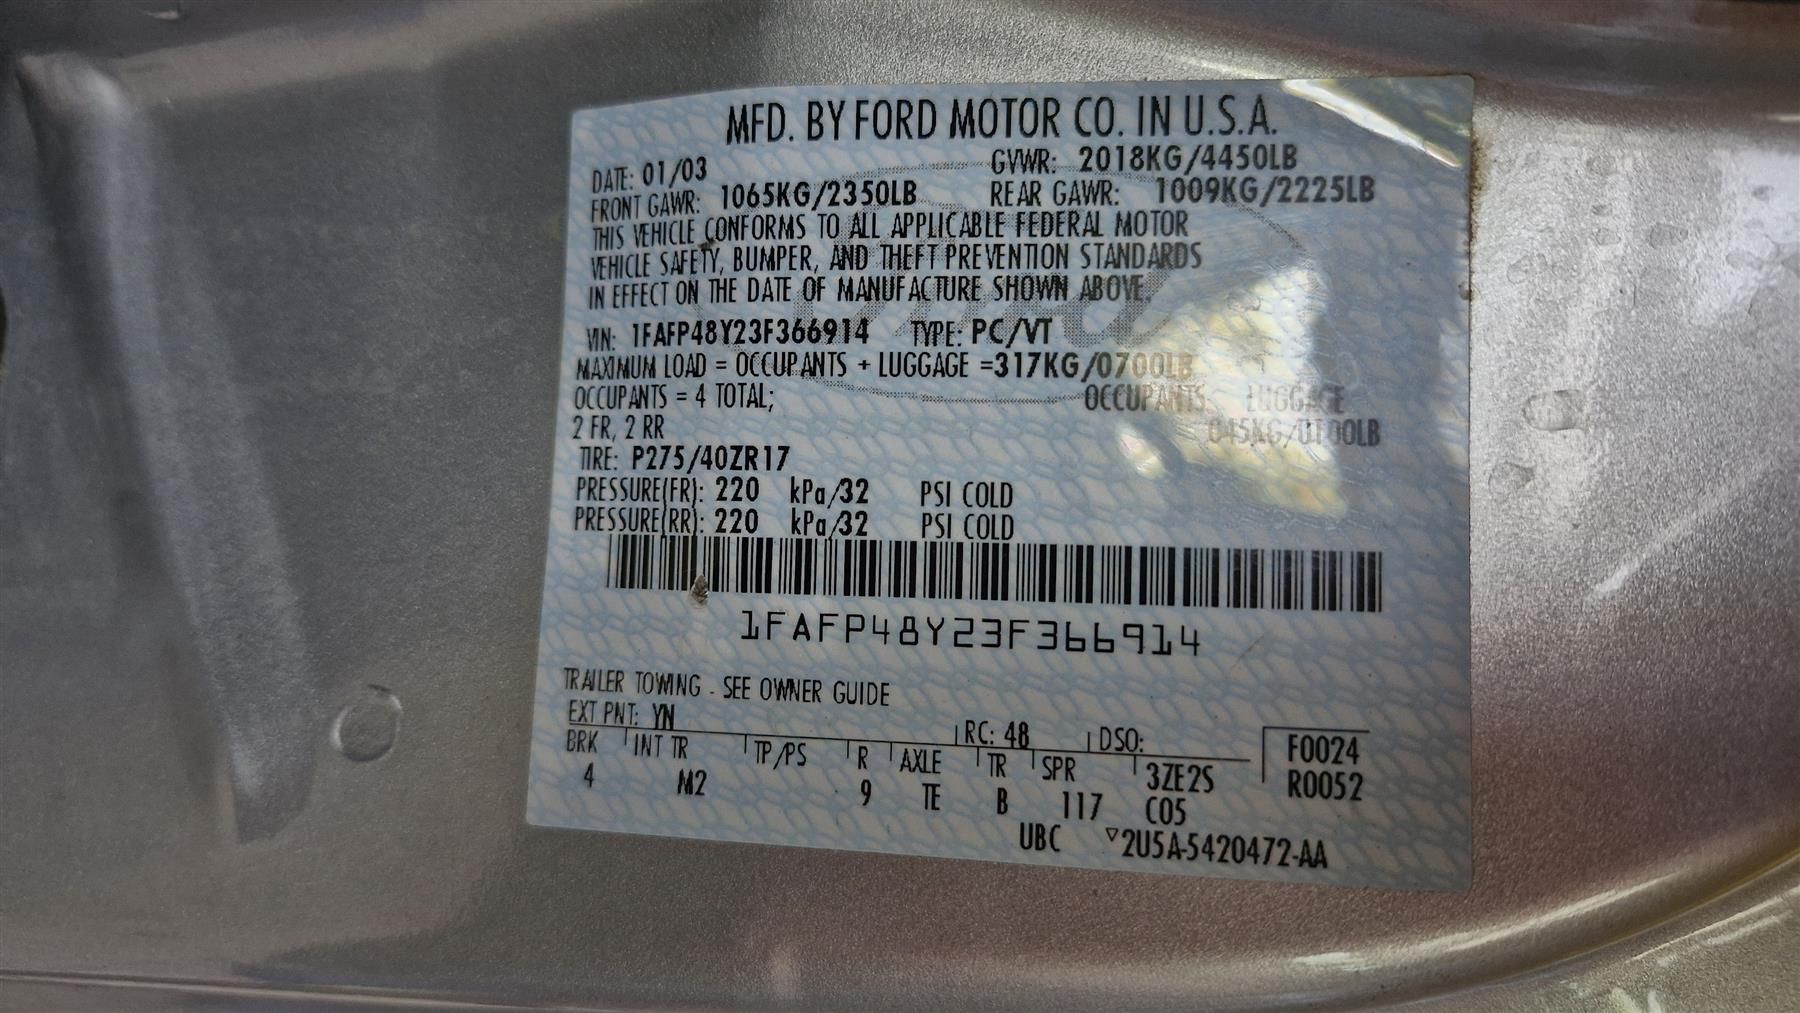 MFD. BY FORD MOTOR CO. IN U.S.A.
DATE: 01/03 GVWR: 2018KG/4450LB
FRONT GAWR: 1065KG/2350LB REAR GAWR: 1009KG/2225LB
THIS VEHICLE CONFORMS TO ALL APPLICABLE FEDERAL MOTOR
VEHICLE SAFETY, BUMPER, AND THEFT PREVENTION STANDARDS
IN EFFECT ON THE DATE OF MANUFACTURE SHOWN ABOVE.
VIN: 1FAFP48Y23F366914 TYPE: PC/VT
MAXIMUM LOAD = OCCUPANTS + LUGGAGE =317KG/0700LB
OCCUPANTS = 4 TOTAL; OCCUPANTS LUGGAGE
2 FR, 2 RR 045KG/0100LB
TIRE: P275/40ZR17
PRESSURE(FR): 220 kPa/32 PSI COLD
PRESSURE(RR): 220 kPa/32 PSI COLD
1FAFP48Y23F366914
TRAILER TOWING - SEE OWNER GUIDE
EXT PNT: YN RC: 48 DSO: F0024
BRK INT TR TP/PS R AXLE TR SPR 3ZE2S R0052
4 M2 9 TE B 117 C05
UBC ▽2U5A-5420472-AA